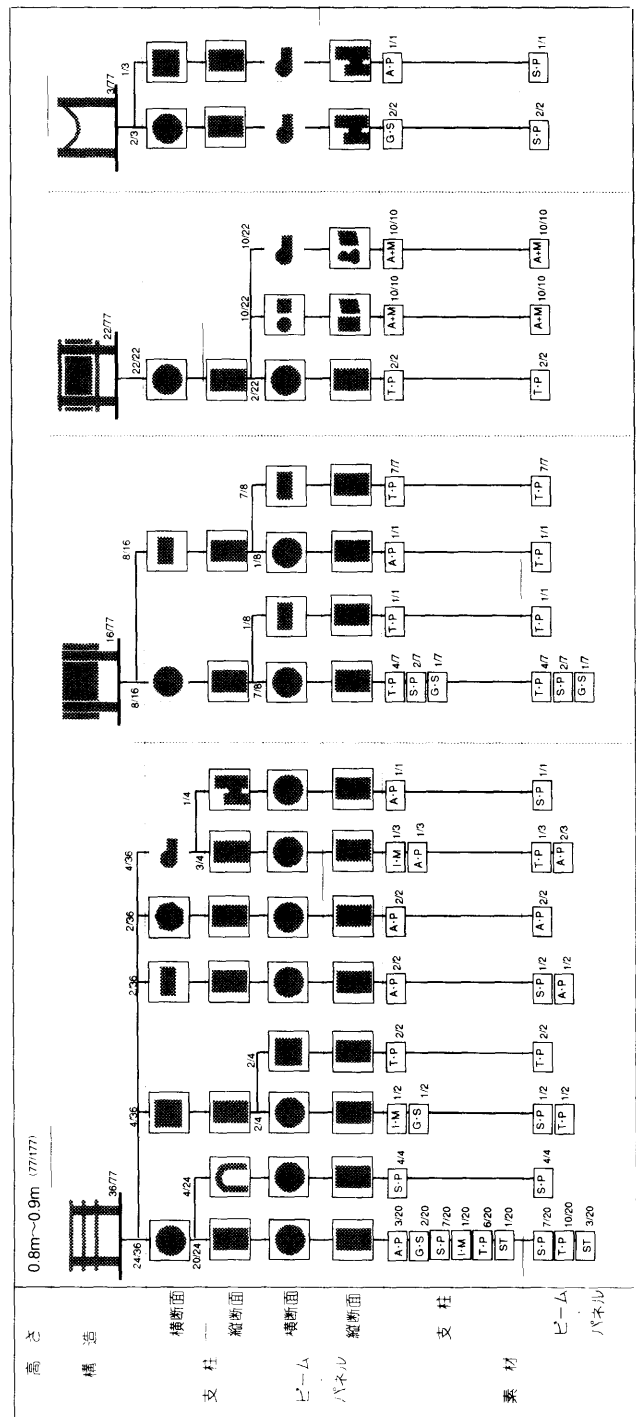 高さ 0.8m〜0.9m (77/177)
構造 36/77 16/77 22/77 3/77
24/36 4/36 2/36 2/36 4/36 8/16 8/16 22/22 2/3 1/3
支柱
横断面
20/24 4/24 3/4 1/4
縦断面
2/4 2/4 7/8 1/8 1/8 7/8 2/22 10/22 10/22
ビーム
パネル
横断面
縦断面
素材
支柱
A・P 3/20
G・S 2/20
S・P 7/20
I・M 1/20
T・P 6/20
ST 1/20
S・P 4/4
I・M 1/2
G・S 1/2
T・P 2/2
A・P 2/2
A・P 2/2
I・M 1/3
A・P 1/3
A・P 1/1
T・P 4/7
S・P 2/7
G・S 1/7
T・P 1/1
A・P 1/1
T・P 7/7
T・P 2/2
A+M 10/10
A+M 10/10
G・S 2/2
A・P 1/1
ビーム
パネル
S・P 7/20
T・P 10/20
ST 3/20
S・P 4/4
S・P 1/2
T・P 1/2
T・P 2/2
S・P 1/2
A・P 1/2
A・P 2/2
T・P 1/3
A・P 2/3
S・P 1/1
T・P 4/7
S・P 2/7
G・S 1/7
T・P 1/1
T・P 1/1
T・P 7/7
T・P 2/2
A+M 10/10
A+M 10/10
S・P 2/2
S・P 1/1